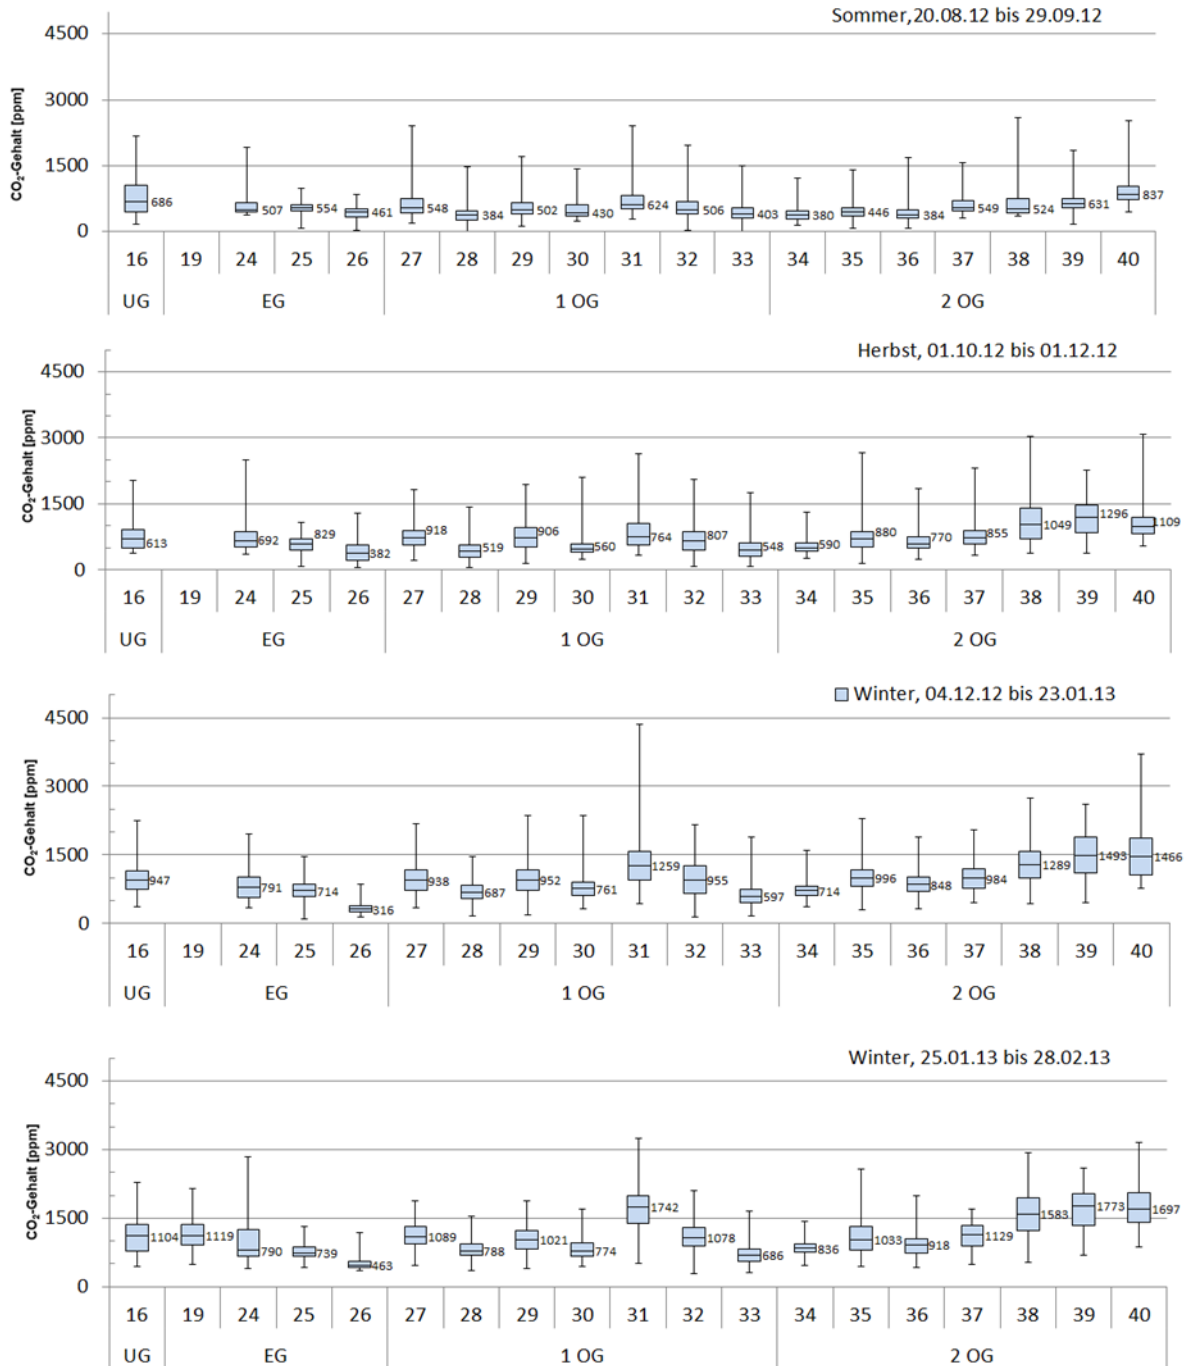 Sommer,20.08.12 bis 29.09.12
CO₂-Gehalt [ppm]
4500
3000
1500
0
686 507 554 461 548 384 502 430 624 506 403 380 446 384 549 524 631 837
16 19 24 25 26 27 28 29 30 31 32 33 34 35 36 37 38 39 40
UG EG 1 OG 2 OG
Herbst, 01.10.12 bis 01.12.12
CO₂-Gehalt [ppm]
4500
3000
1500
0
613 692 829 382 918 519 906 560 764 807 548 590 880 770 855 1049 1296 1109
16 19 24 25 26 27 28 29 30 31 32 33 34 35 36 37 38 39 40
UG EG 1 OG 2 OG
Winter, 04.12.12 bis 23.01.13
CO₂-Gehalt [ppm]
4500
3000
1500
0
947 791 714 316 938 687 952 761 1259 955 597 714 996 848 984 1289 1493 1466
16 19 24 25 26 27 28 29 30 31 32 33 34 35 36 37 38 39 40
UG EG 1 OG 2 OG
Winter, 25.01.13 bis 28.02.13
CO₂-Gehalt [ppm]
4500
3000
1500
0
1104 1119 790 739 463 1089 788 1021 774 1742 1078 686 836 1033 918 1129 1583 1773 1697
16 19 24 25 26 27 28 29 30 31 32 33 34 35 36 37 38 39 40
UG EG 1 OG 2 OG